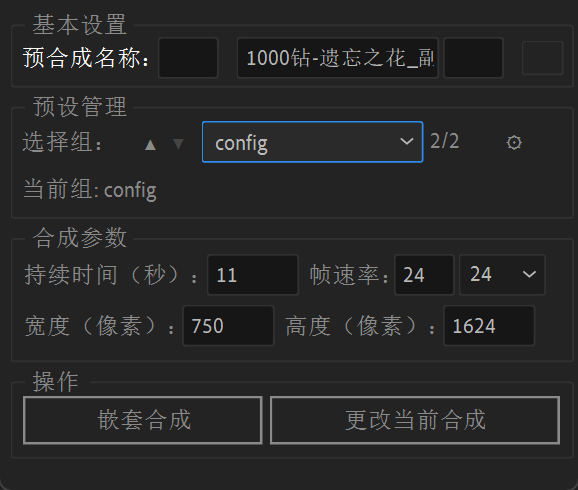 基本设置
预合成名称： 1000钻-遗忘之花_副
预设管理
选择组： ▲ ▼ config 2/2
当前组: config
合成参数
持续时间（秒）: 11 帧速率: 24 24
宽度（像素）: 750 高度（像素）: 1624
操作
嵌套合成 更改当前合成